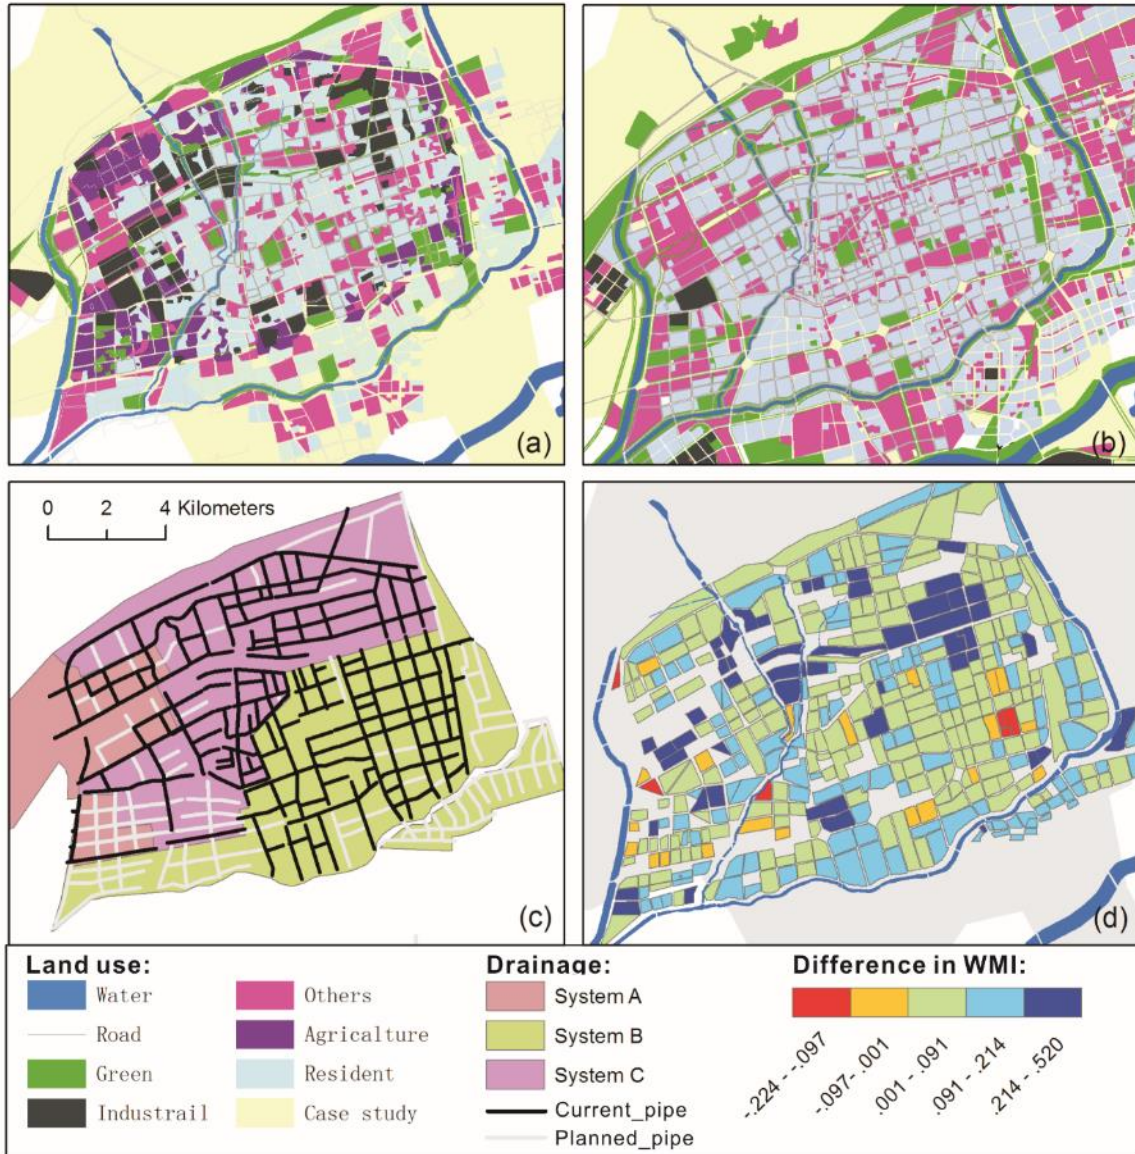 (a)
(b)
0 2 4 Kilometers
(c)
(d)
Land use:
Water
Road
Green
Industrail
Others
Agricalture
Resident
Case study
Drainage:
System A
System B
System C
Current_pipe
Planned_pipe
Difference in WMI:
-.224 - -.097
-.097- -.001
.001 - .091
.091 - .214
.214 - .520